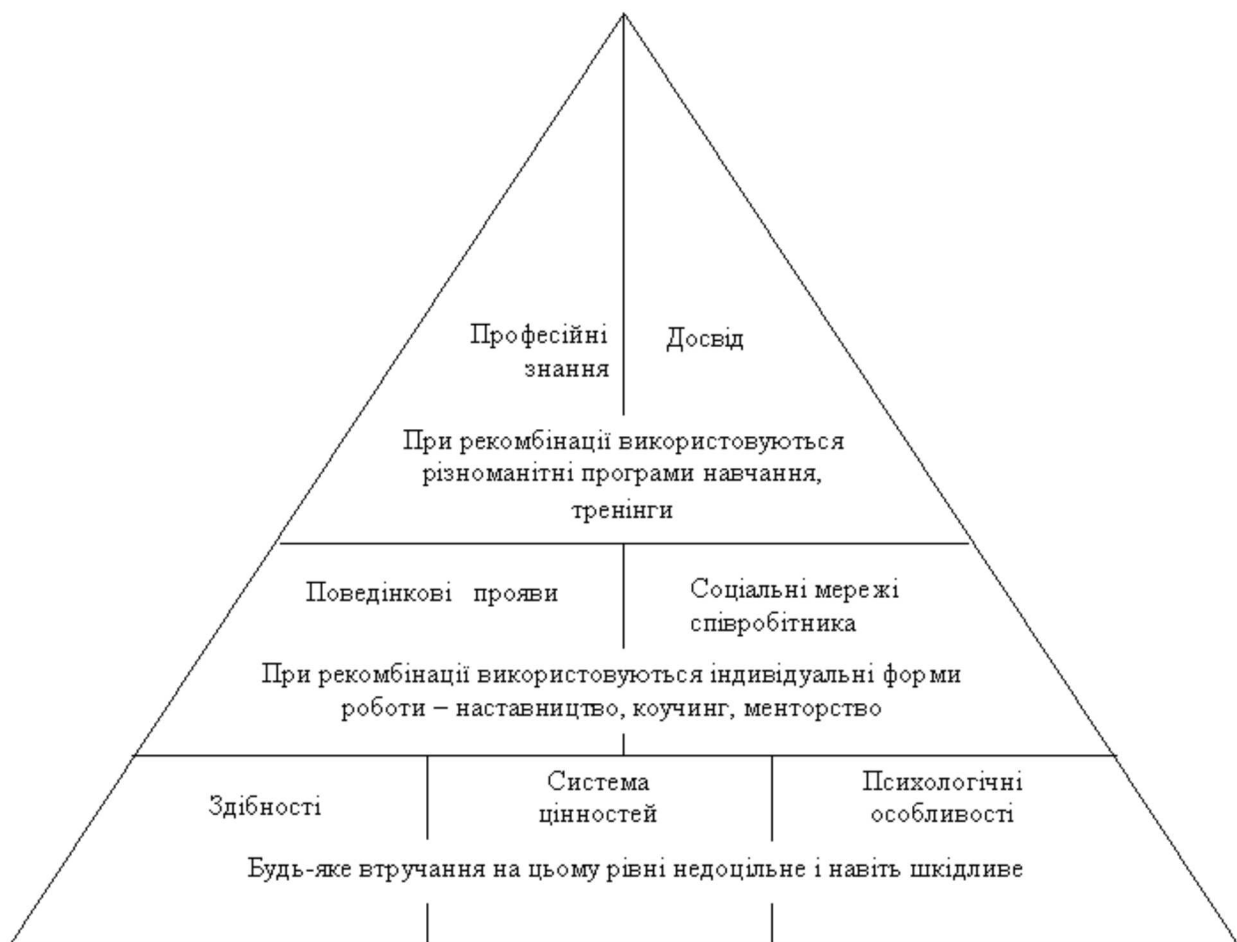 Професійні
знання
Досвід
При рекомбінації використовуються
різноманітні програми навчання,
тренінги
Поведінкові прояви
Соціальні мережі
співробітника
При рекомбінації використовуються індивідуальні форми
роботи – наставництво, коучинг, менторство
Здібності
Система
цінностей
Психологічні
особливості
Будь-яке втручання на цьому рівні недоцільне і навіть шкідливе